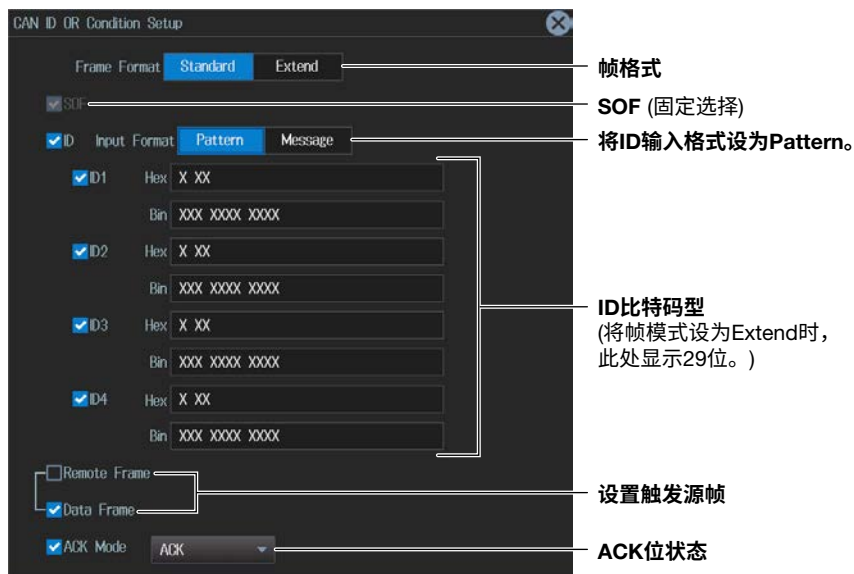 CAN ID OR Condition Setup
Frame Format Standard Extend
帧格式
SOF
SOF (固定选择)
ID Input Format Pattern Message
将ID输入格式设为Pattern。
ID1 Hex X XX
Bin XXX XXXX XXXX
ID2 Hex X XX
Bin XXX XXXX XXXX
ID3 Hex X XX
Bin XXX XXXX XXXX
ID4 Hex X XX
Bin XXX XXXX XXXX
ID比特码型
(将帧模式设为Extend时，
此处显示29位。)
Remote Frame
Data Frame
设置触发源帧
ACK Mode ACK
ACK位状态